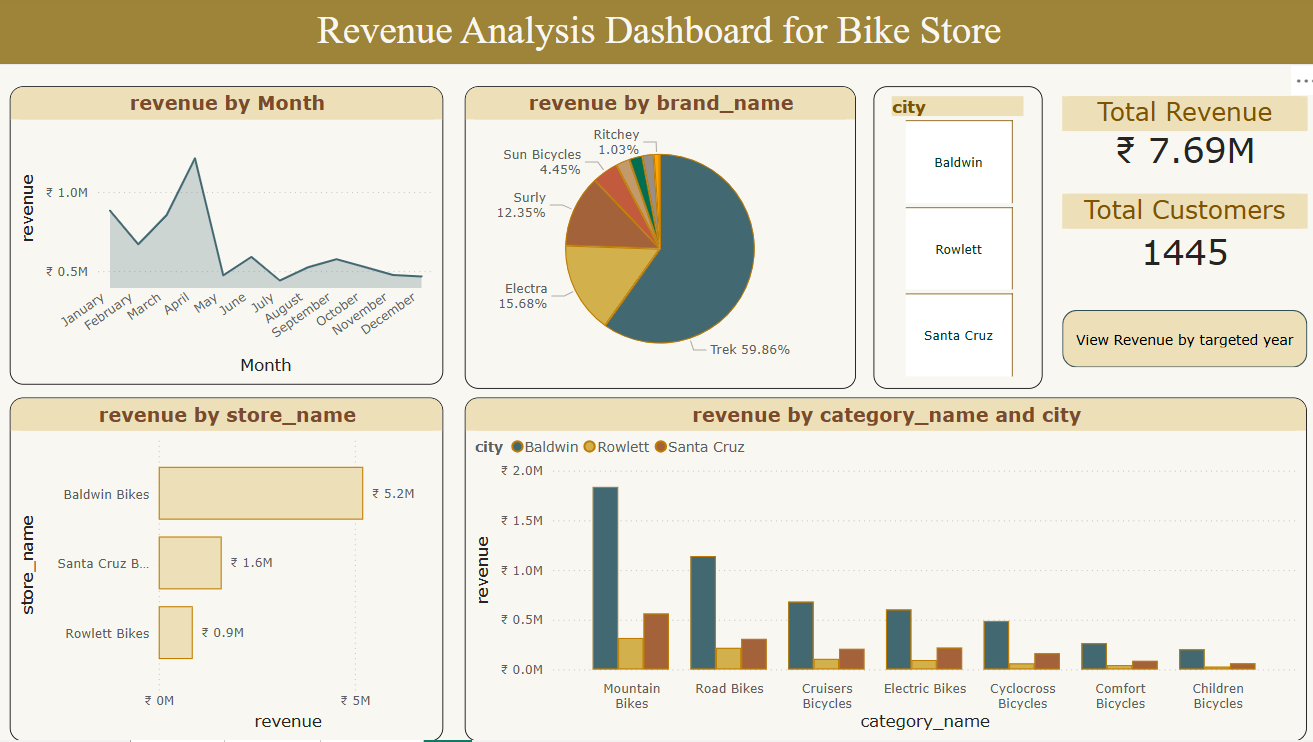 Revenue Analysis Dashboard for Bike Store
revenue by Month
revenue
₹ 1.0M
₹ 0.5M
January
February
March
April
May
June
July
August
September
October
November
December
Month
revenue by brand_name
Ritchey
1.03%
Sun Bicycles
4.45%
Surly
12.35%
Electra
15.68%
Trek 59.86%
city
Baldwin
Rowlett
Santa Cruz
Total Revenue
₹ 7.69M
Total Customers
1445
View Revenue by targeted year
revenue by store_name
store_name
Baldwin Bikes
₹ 5.2M
Santa Cruz B...
₹ 1.6M
Rowlett Bikes
₹ 0.9M
₹ 0M
₹ 5M
revenue
revenue by category_name and city
city Baldwin Rowlett Santa Cruz
revenue
₹ 2.0M
₹ 1.5M
₹ 1.0M
₹ 0.5M
₹ 0.0M
Mountain
Bikes
Road Bikes
Cruisers
Bicycles
Electric Bikes
Cyclocross
Bicycles
Comfort
Bicycles
Children
Bicycles
category_name